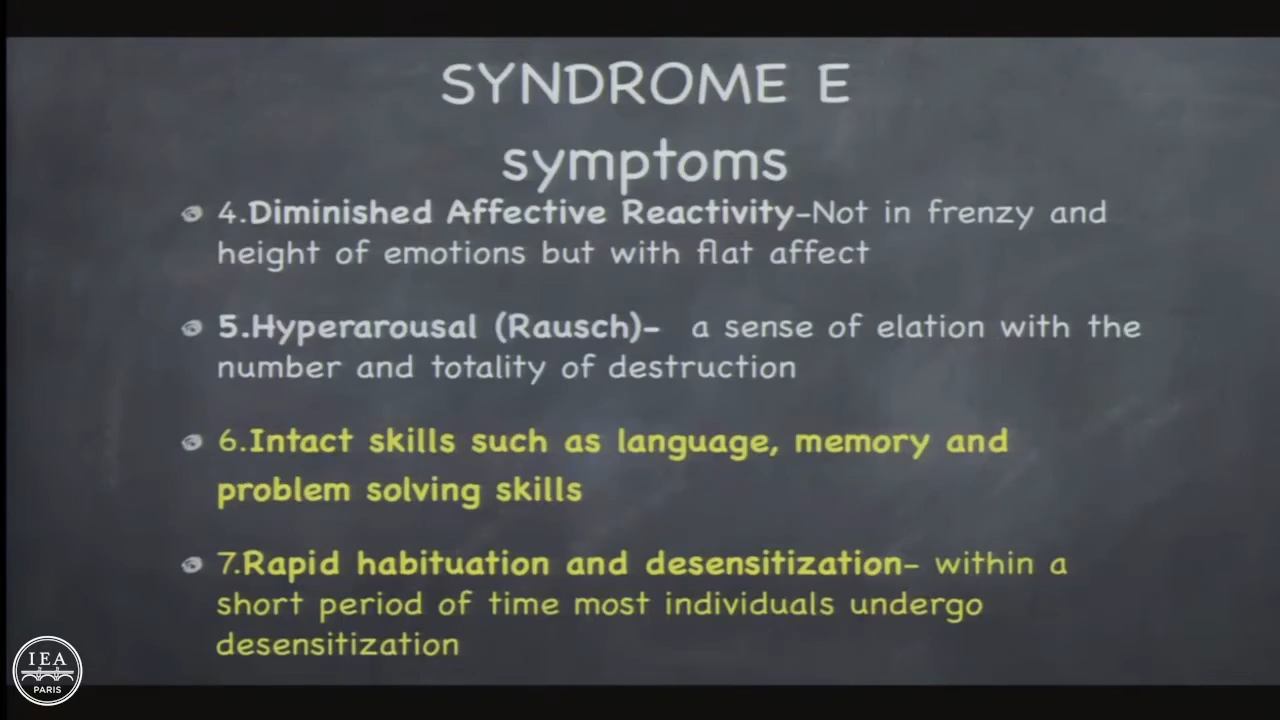 SYNDROME E
symptoms
4.Diminished Affective Reactivity-Not in frenzy and
height of emotions but with flat affect
5.Hyperarousal (Rausch)- a sense of elation with the
number and totality of destruction
6.Intact skills such as language, memory and
problem solving skills
7.Rapid habituation and desensitization- within a
short period of time most individuals undergo
desensitization
IEA
PARIS